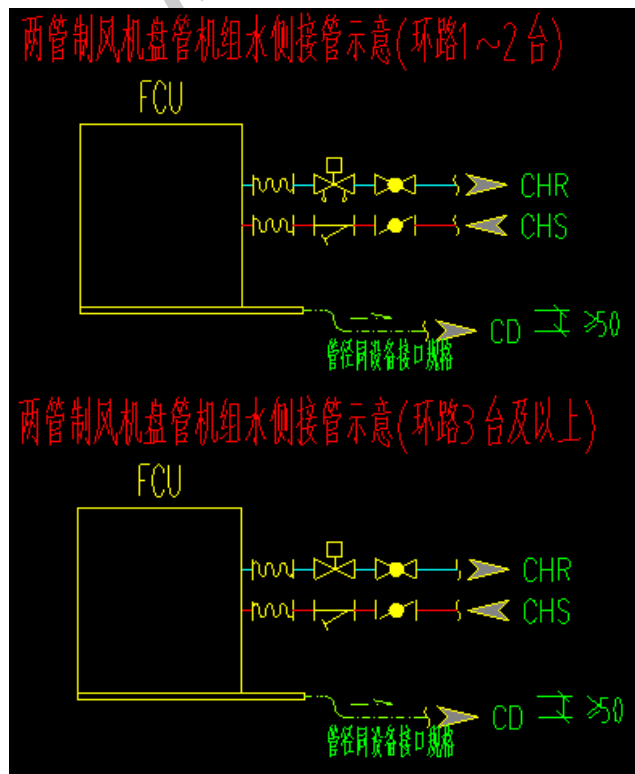 两管制风机盘管机组水侧接管示意(环路1～2台)
FCU
CHR
CHS
CD ≥50
管径同设备接口规格
两管制风机盘管机组水侧接管示意(环路3台及以上)
FCU
CHR
CHS
CD ≥50
管径同设备接口规格